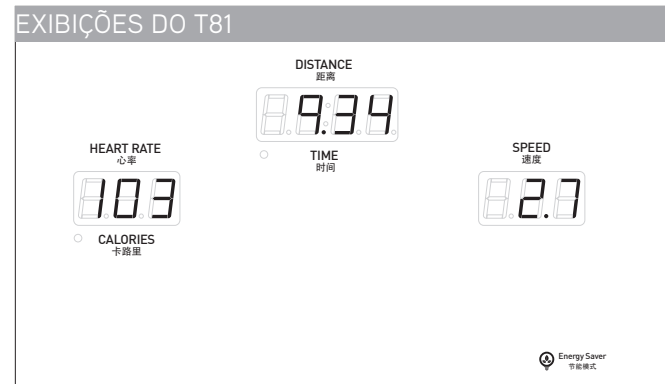 EXIBIÇÕES DO T81
DISTANCE
距离
9.34
TIME
时间
HEART RATE
心率
103
CALORIES
卡路里
SPEED
速度
2.7
Energy Saver
节能模式